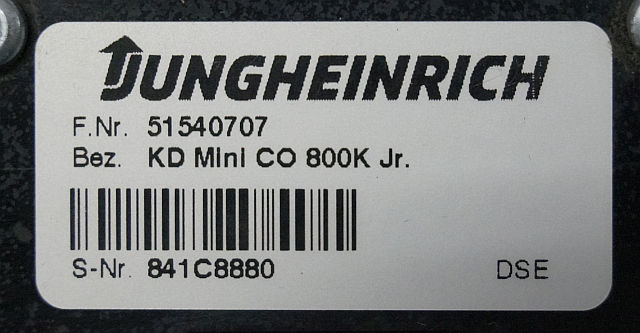 JUNGHEINRICH
F.Nr. 51540707
Bez. KD Mini CO 800K Jr.
S-Nr. 841C8880 DSE